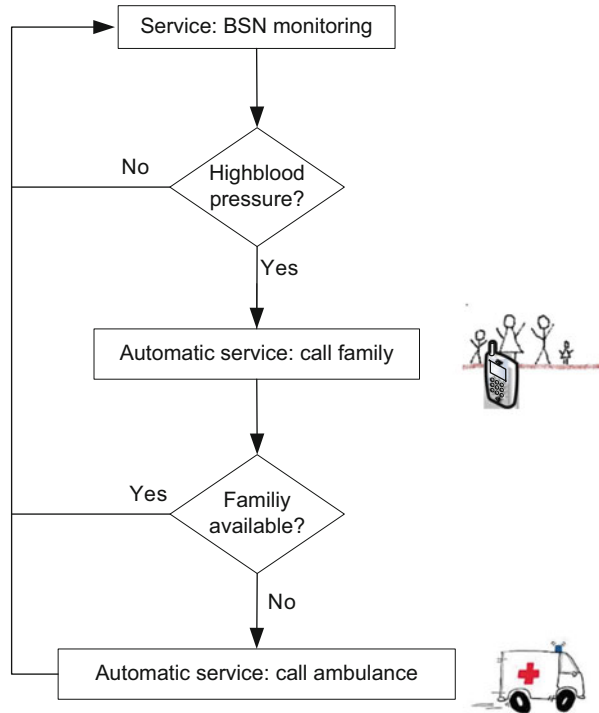 Service: BSN monitoring
No
Highblood
pressure?
Yes
Automatic service: call family
Yes
Familiy
available?
No
Automatic service: call ambulance